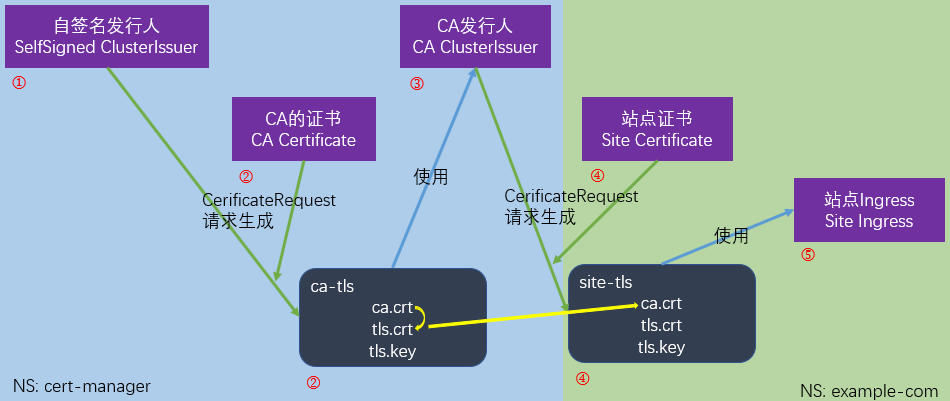 自签名发行人
SelfSigned ClusterIssuer
①
CA发行人
CA ClusterIssuer
③
CA的证书
CA Certificate
②
站点证书
Site Certificate
④
CerificateRequest
请求生成
使用
CerificateRequest
请求生成
站点Ingress
Site Ingress
⑤
使用
ca-tls
ca.crt
tls.crt
tls.key
②
site-tls
ca.crt
tls.crt
tls.key
④
NS: cert-manager
NS: example-com